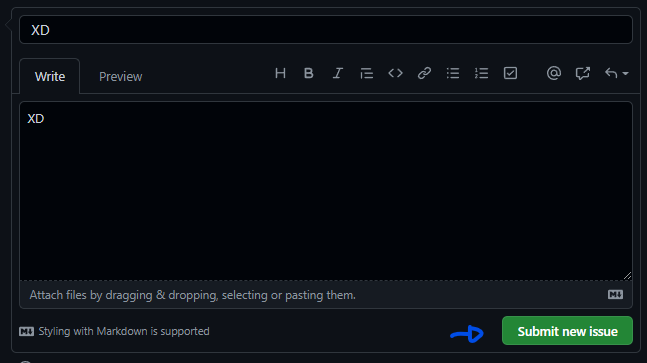 XD
Write Preview H B I <> @
XD
Attach files by dragging & dropping, selecting or pasting them.
Styling with Markdown is supported
Submit new issue